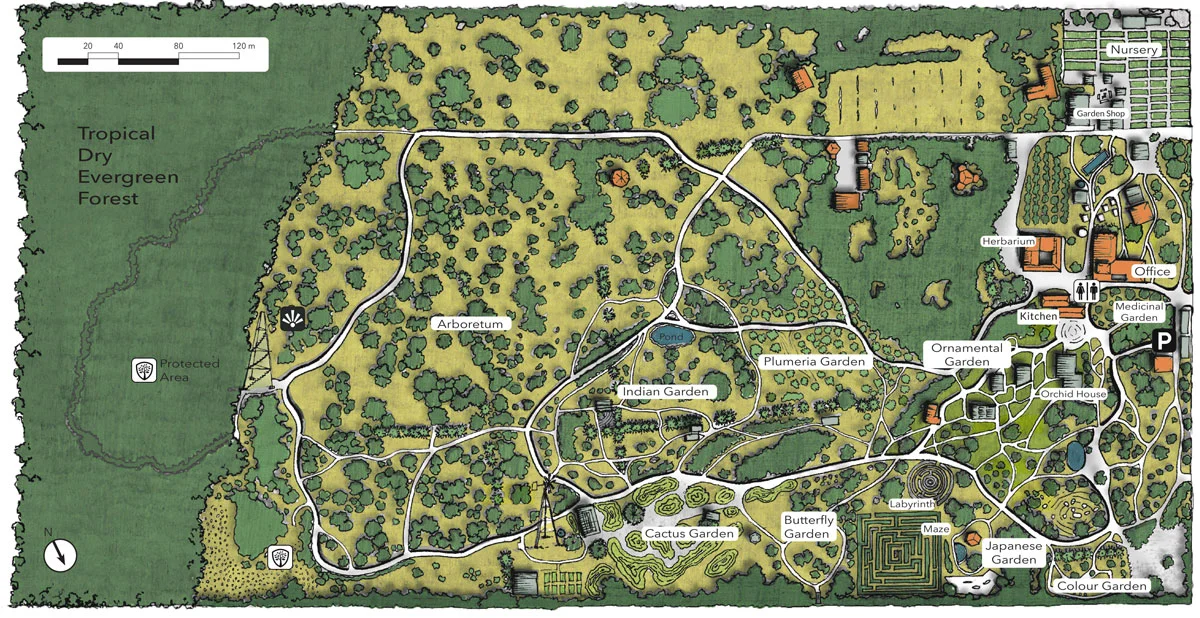 20 40 80 120 m
Nursery
Garden Shop
Tropical
Dry
Evergreen
Forest
Herbarium
Office
Kitchen
Medicinal
Garden
P
Arboretum
Pond
Ornamental
Garden
Protected
Area
Plumeria Garden
Indian Garden
Orchid House
Labyrinth
Cactus Garden
Butterfly
Garden
Maze
N
Japanese
Garden
Colour Garden